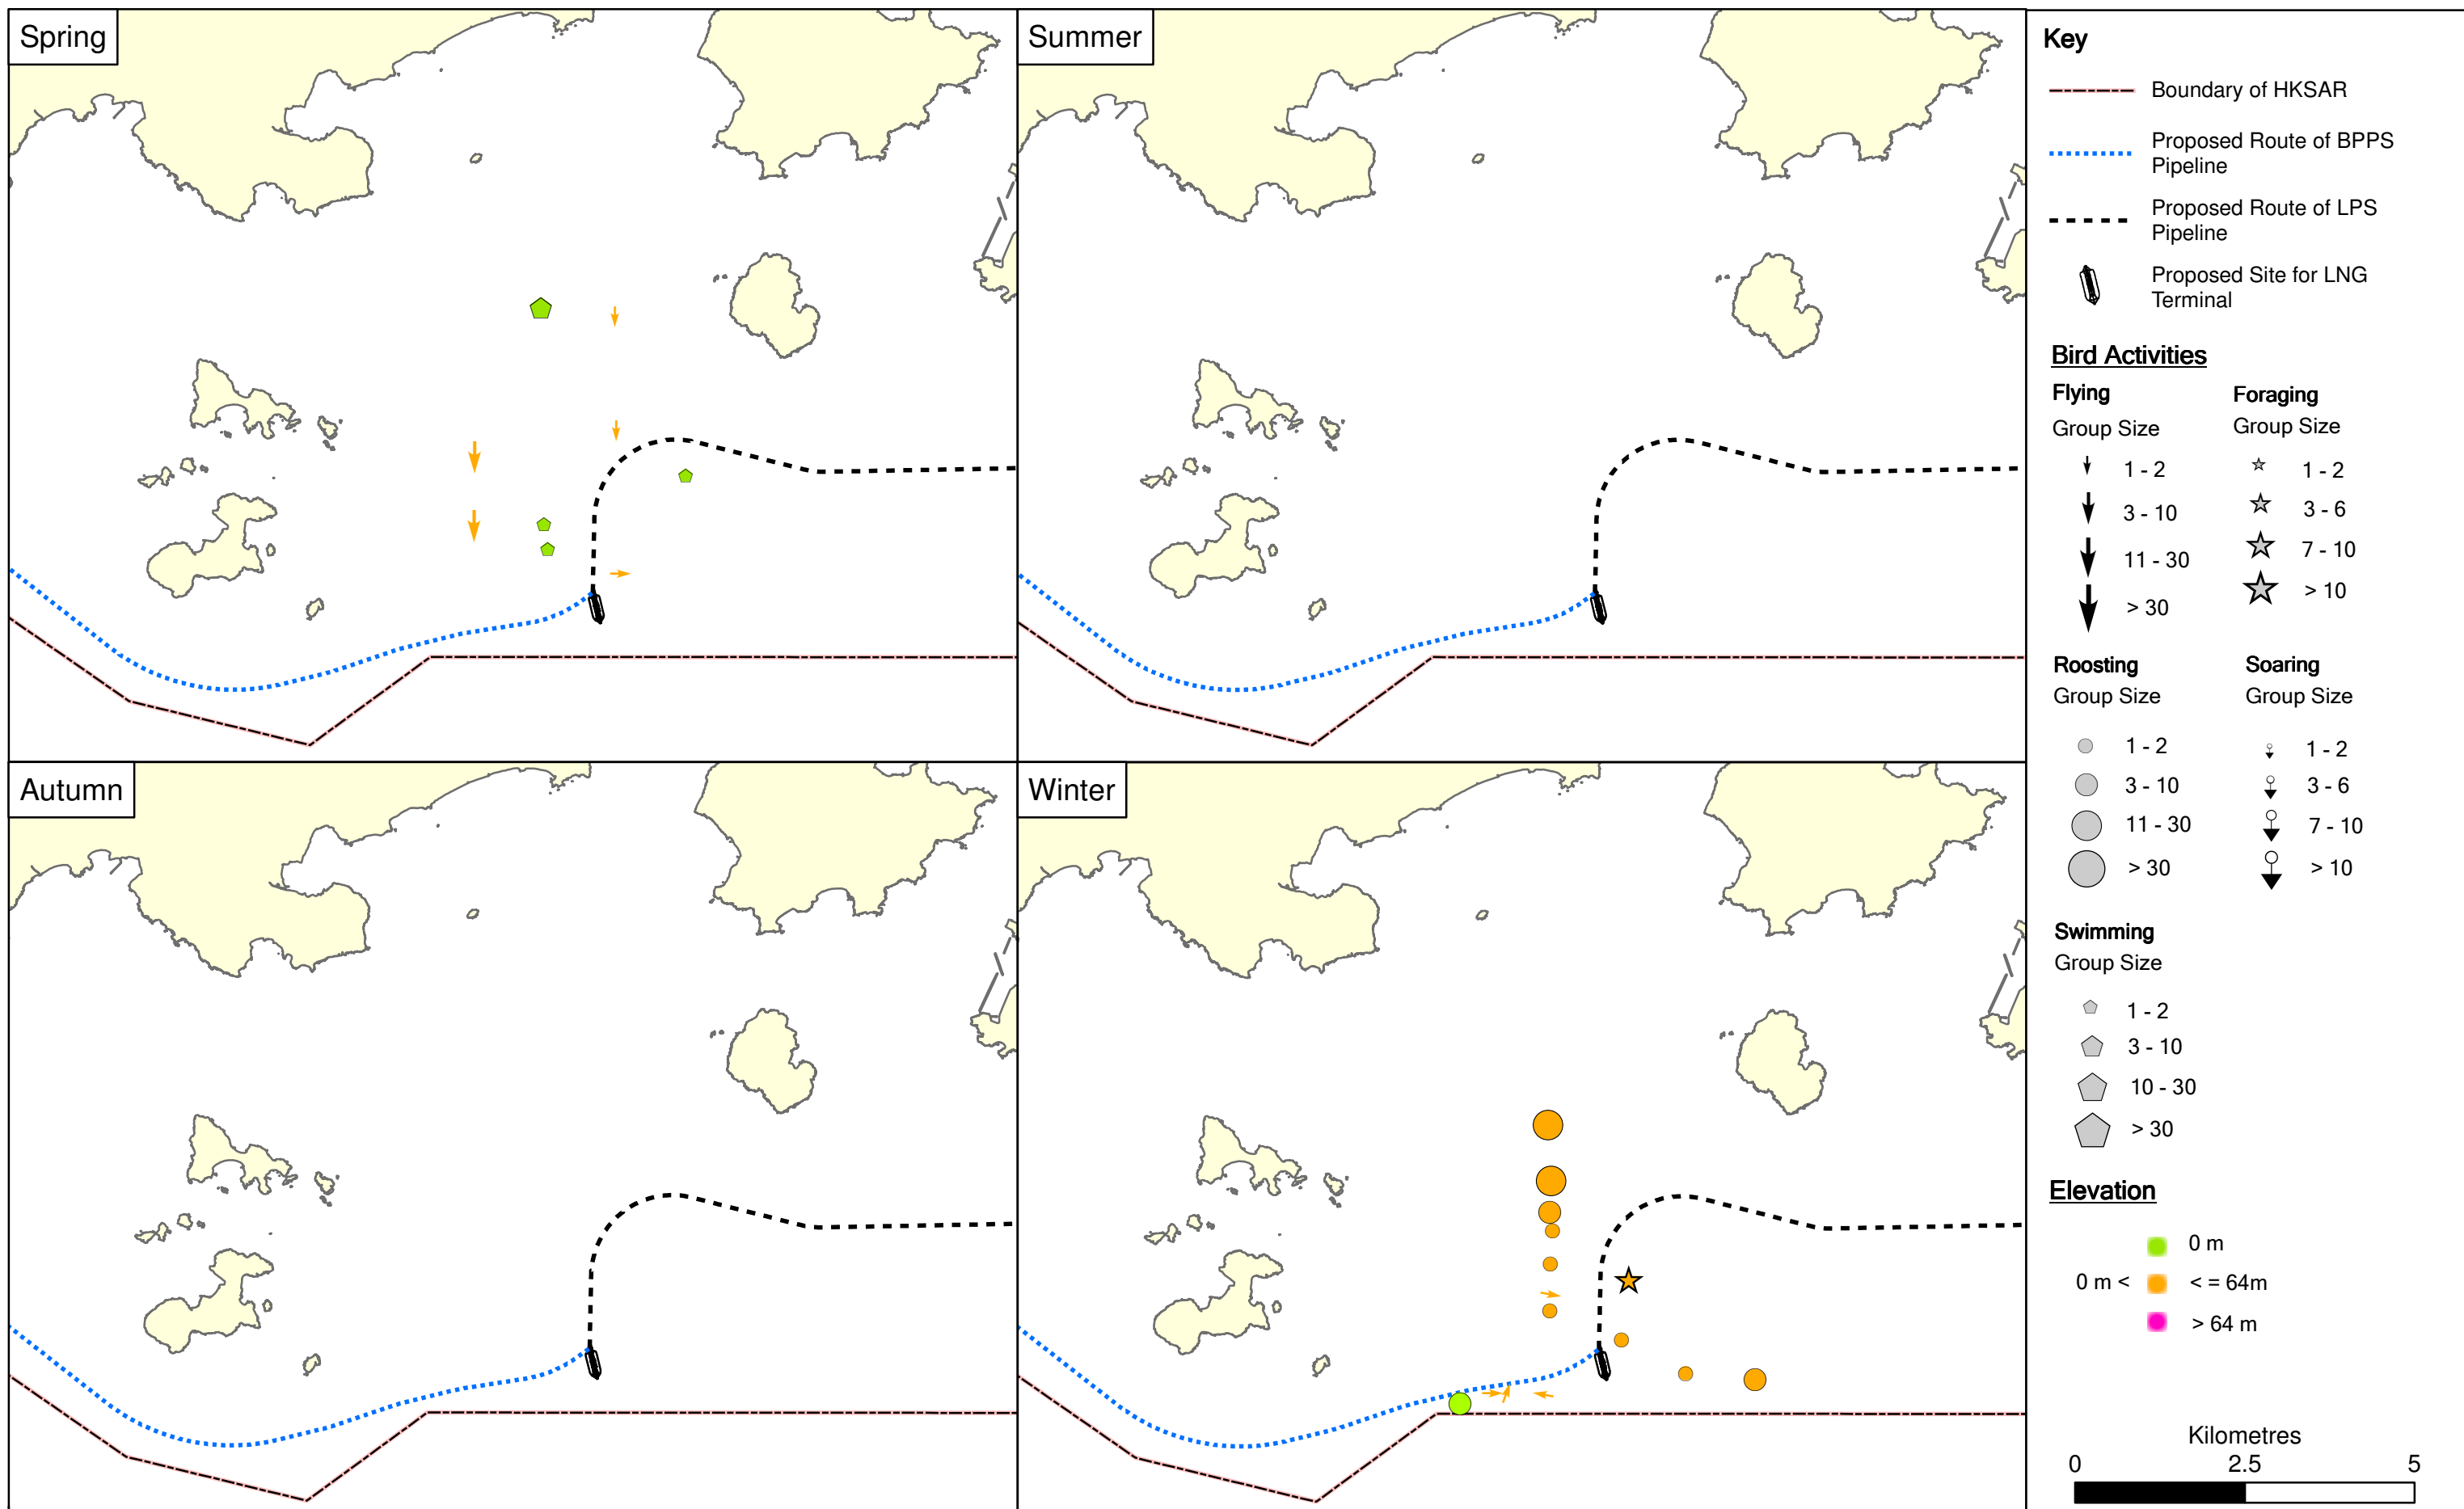 Spring
Summer
Autumn
Winter
Key
Boundary of HKSAR
Proposed Route of BPPS
Pipeline
Proposed Route of LPS
Pipeline
Proposed Site for LNG
Terminal
Bird Activities
Flying
Group Size
1 - 2
3 - 10
11 - 30
> 30
Foraging
Group Size
1 - 2
3 - 6
7 - 10
> 10
Roosting
Group Size
1 - 2
3 - 10
11 - 30
> 30
Soaring
Group Size
1 - 2
3 - 6
7 - 10
> 10
Swimming
Group Size
1 - 2
3 - 10
10 - 30
> 30
Elevation
0 m
0 m < < = 64m
> 64 m
Kilometres
0 2.5 5